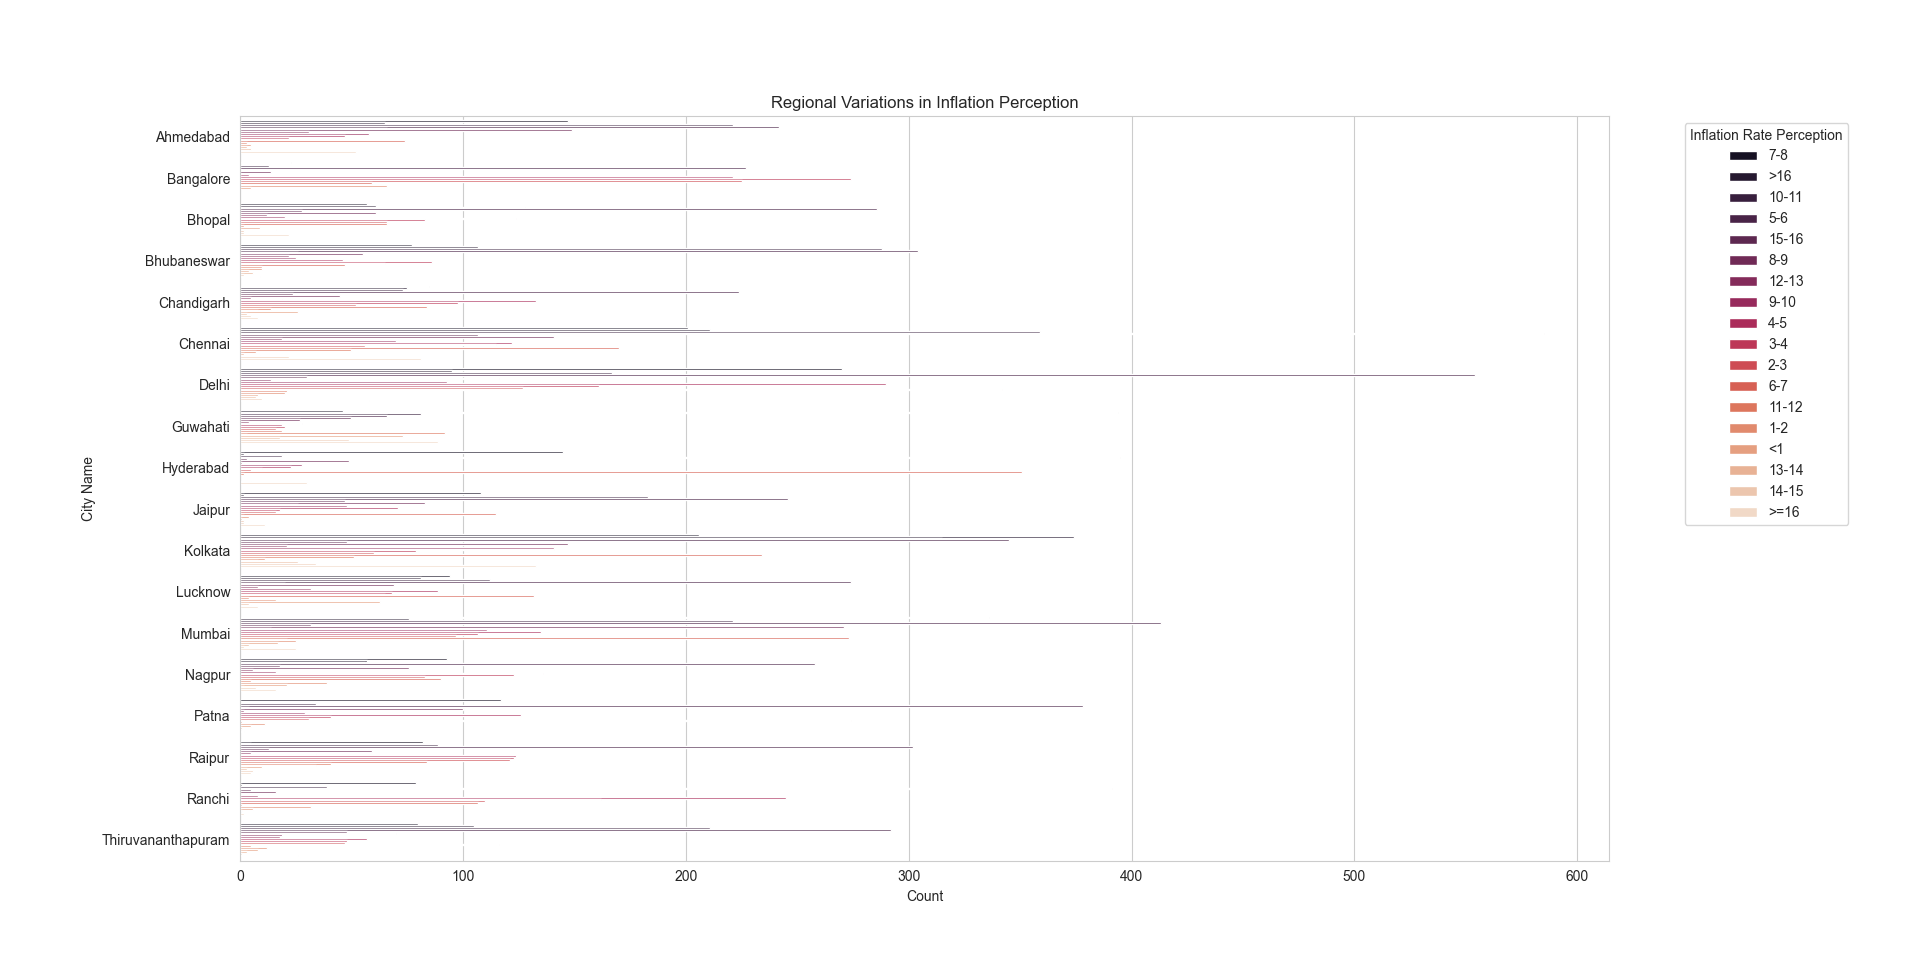 Regional Variations in Inflation Perception
City Name
Ahmedabad
Bangalore
Bhopal
Bhubaneswar
Chandigarh
Chennai
Delhi
Guwahati
Hyderabad
Jaipur
Kolkata
Lucknow
Mumbai
Nagpur
Patna
Raipur
Ranchi
Thiruvananthapuram
0 100 200 300 400 500 600
Count
Inflation Rate Perception
7-8
>16
10-11
5-6
15-16
8-9
12-13
9-10
4-5
3-4
2-3
6-7
11-12
1-2
<1
13-14
14-15
>=16